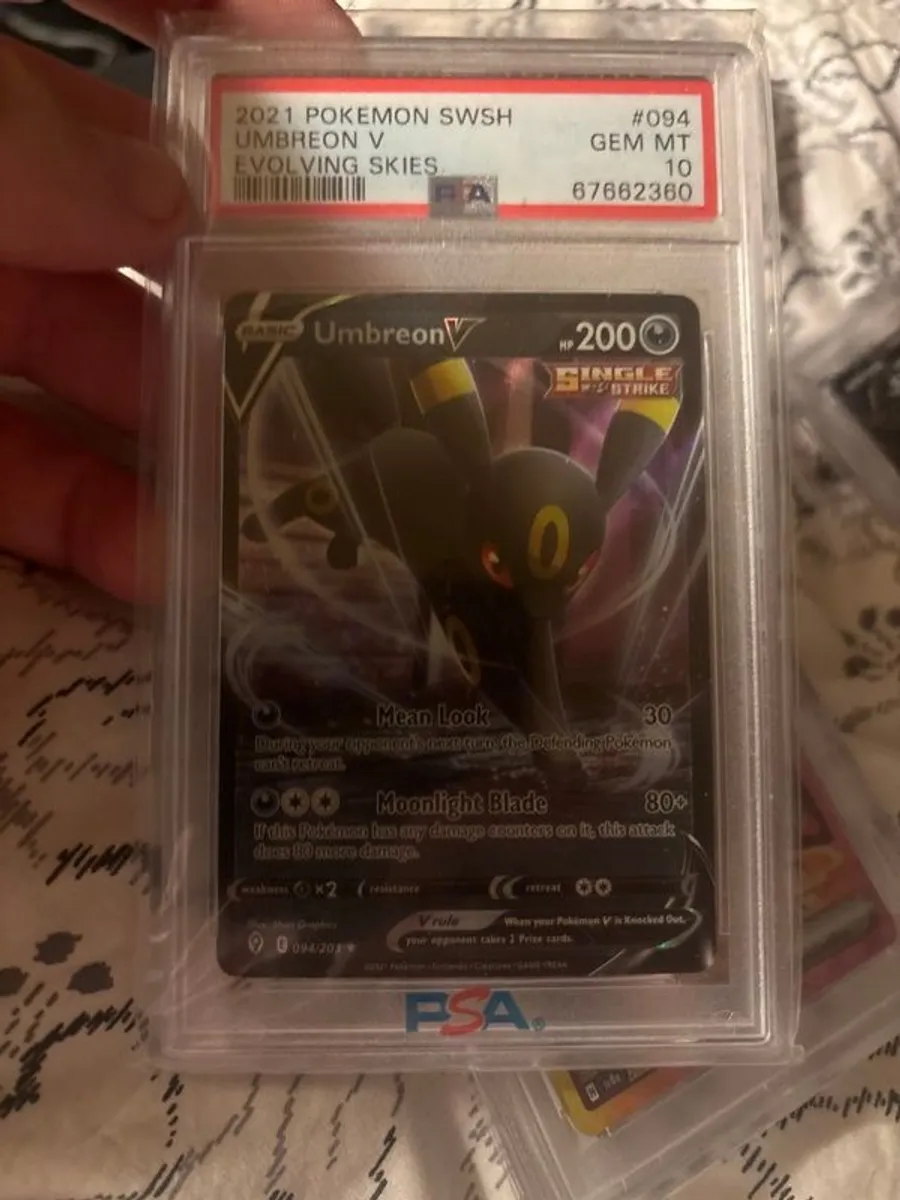 2021 POKEMON SWSH #094
UMBREON V GEM MT
EVOLVING SKIES 10
PSA 67662360
BASIC Umbreon V HP 200
SINGLE
STRIKE
Mean Look 30
During your opponent's next turn, the Defending Pokémon
can't retreat.
Moonlight Blade 80+
If this Pokémon has any damage counters on it, this attack
does 80 more damage.
weakness ×2 resistance retreat
V rule When your Pokémon V is Knocked Out,
your opponent takes 2 Prize cards.
094/203
PSA